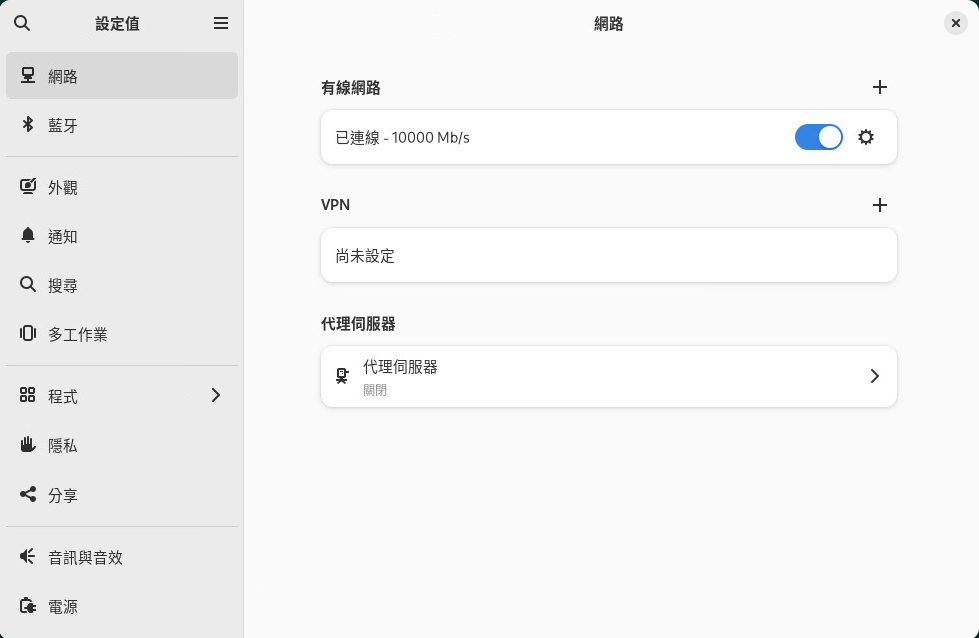 設定值
網路
藍牙
外觀
通知
搜尋
多工作業
程式
隱私
分享
音訊與音效
電源
網路
有線網路
已連線 - 10000 Mb/s
VPN
尚未設定
代理伺服器
代理伺服器
關閉